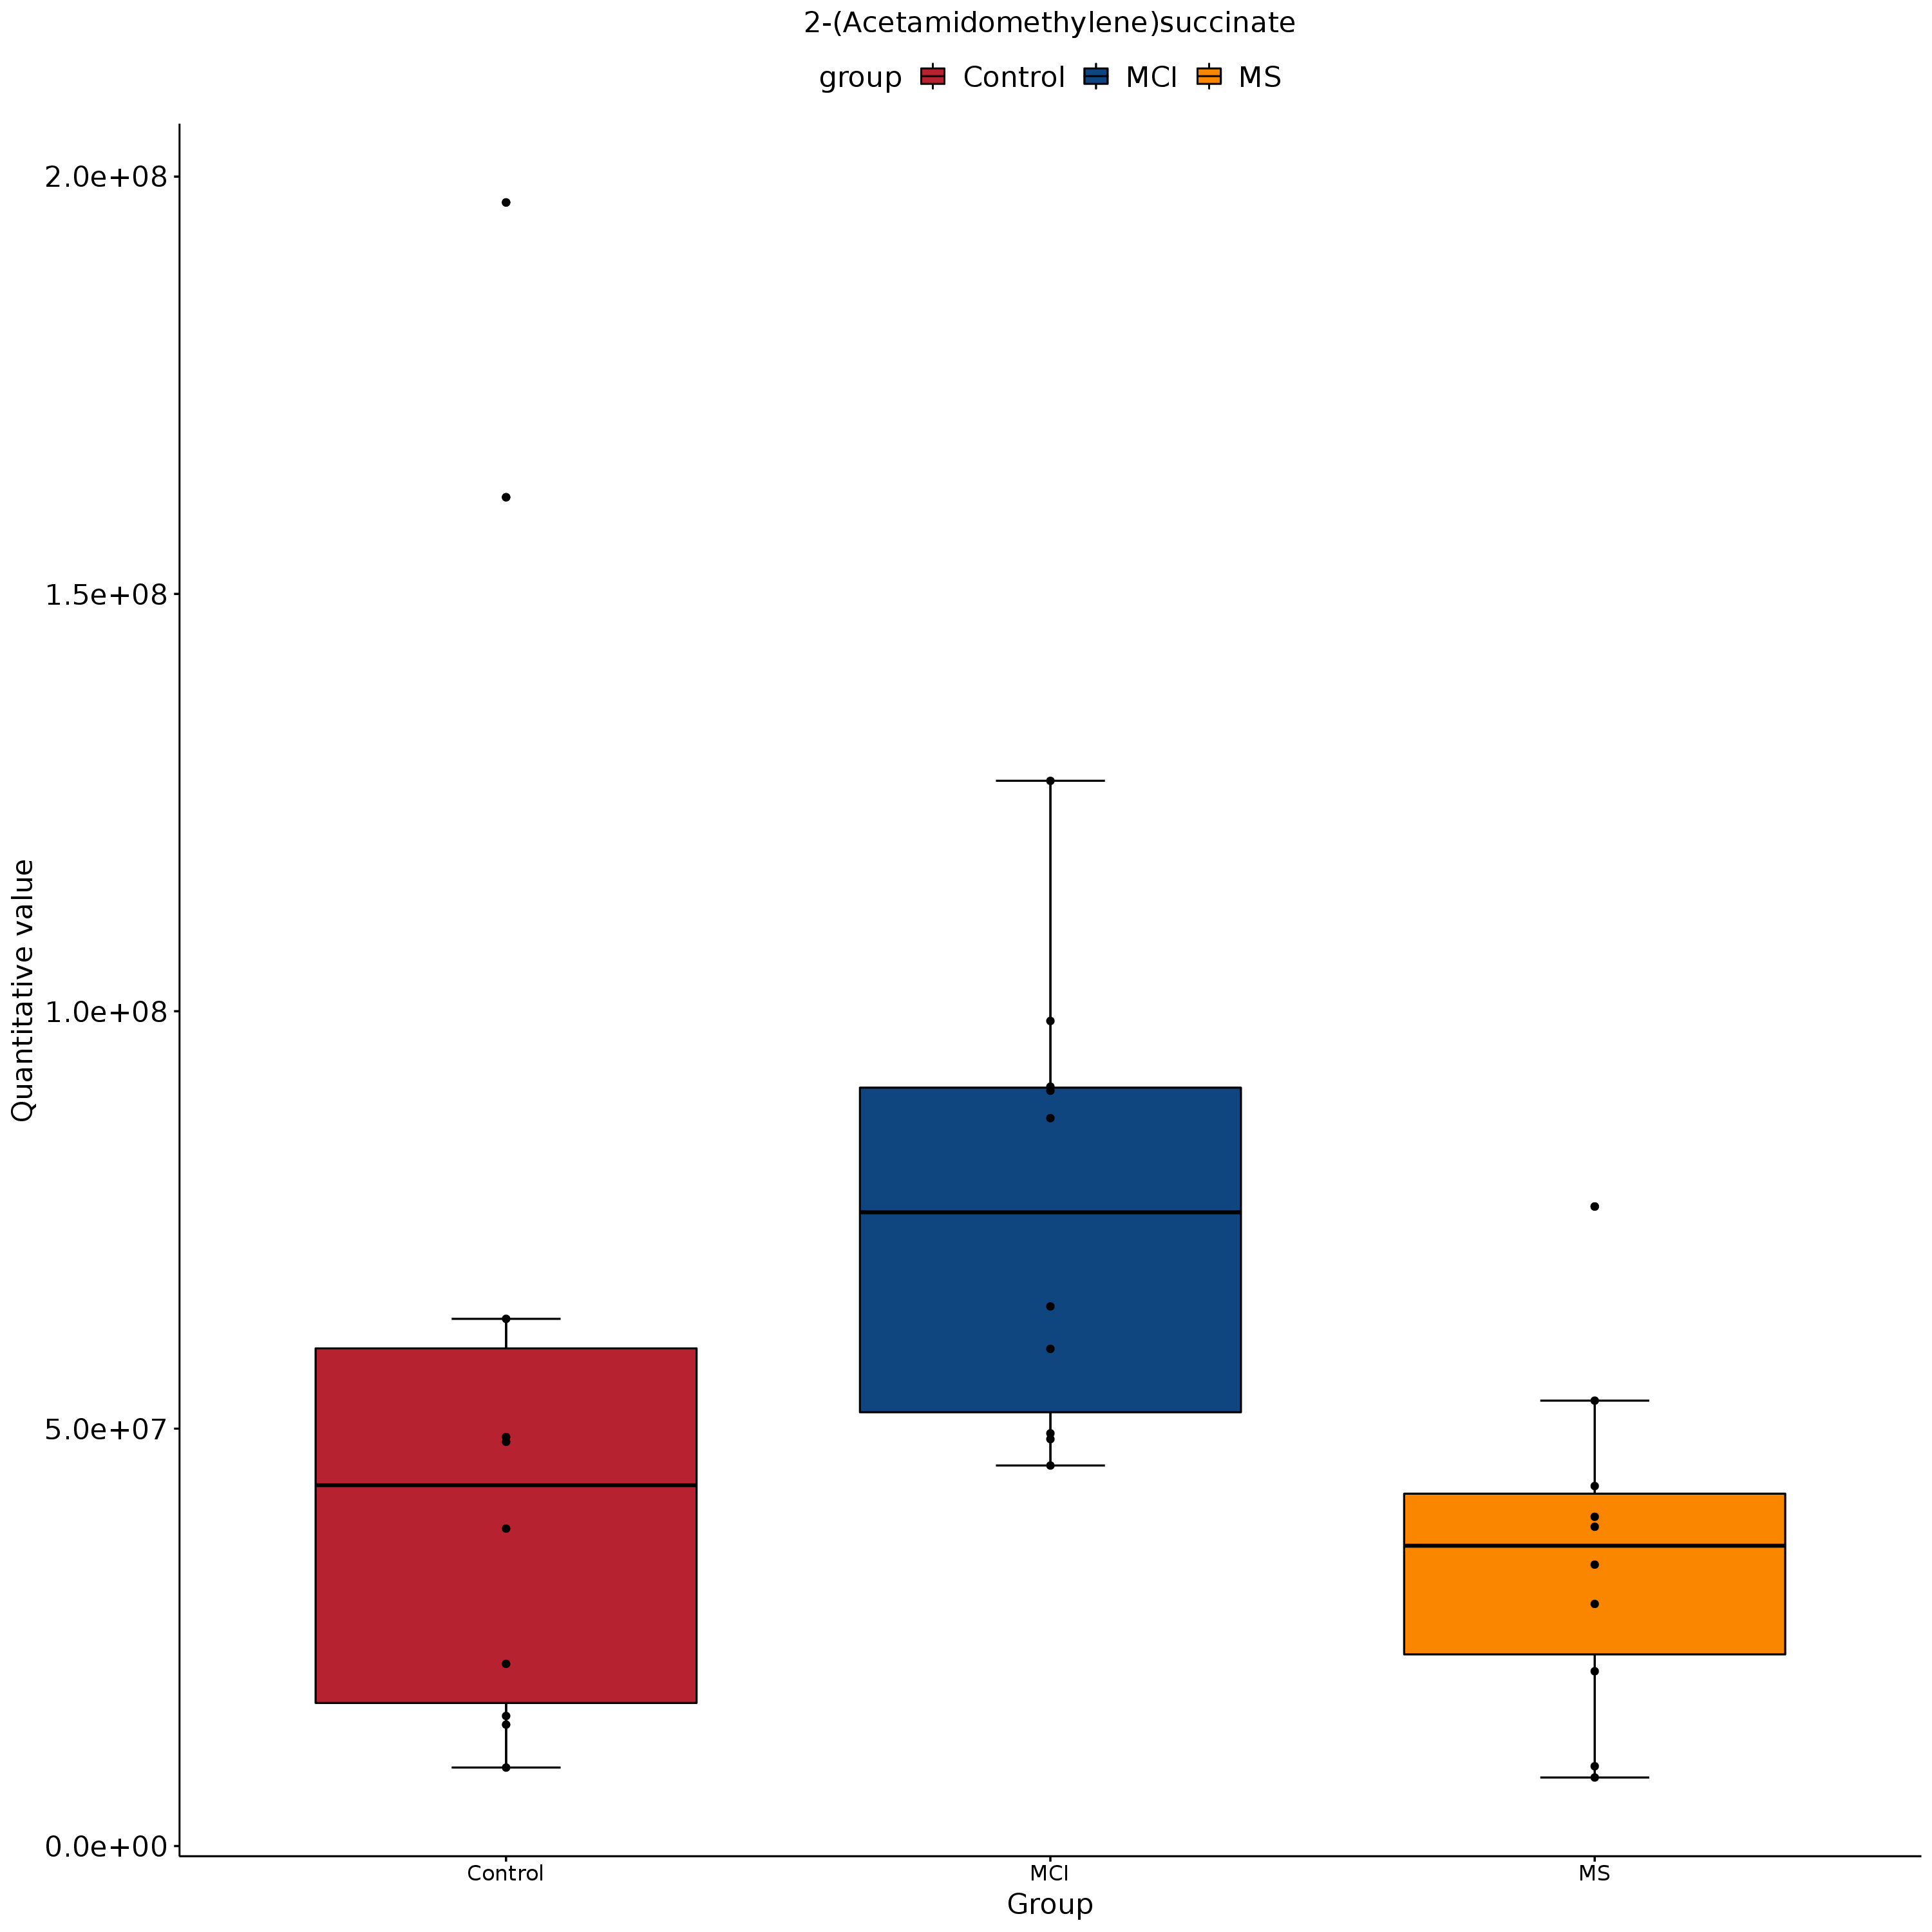 2-(Acetamidomethylene)succinate
group Control MCI MS
2.0e+08
1.5e+08
1.0e+08
5.0e+07
0.0e+00
Quantitative value
Control MCI MS
Group